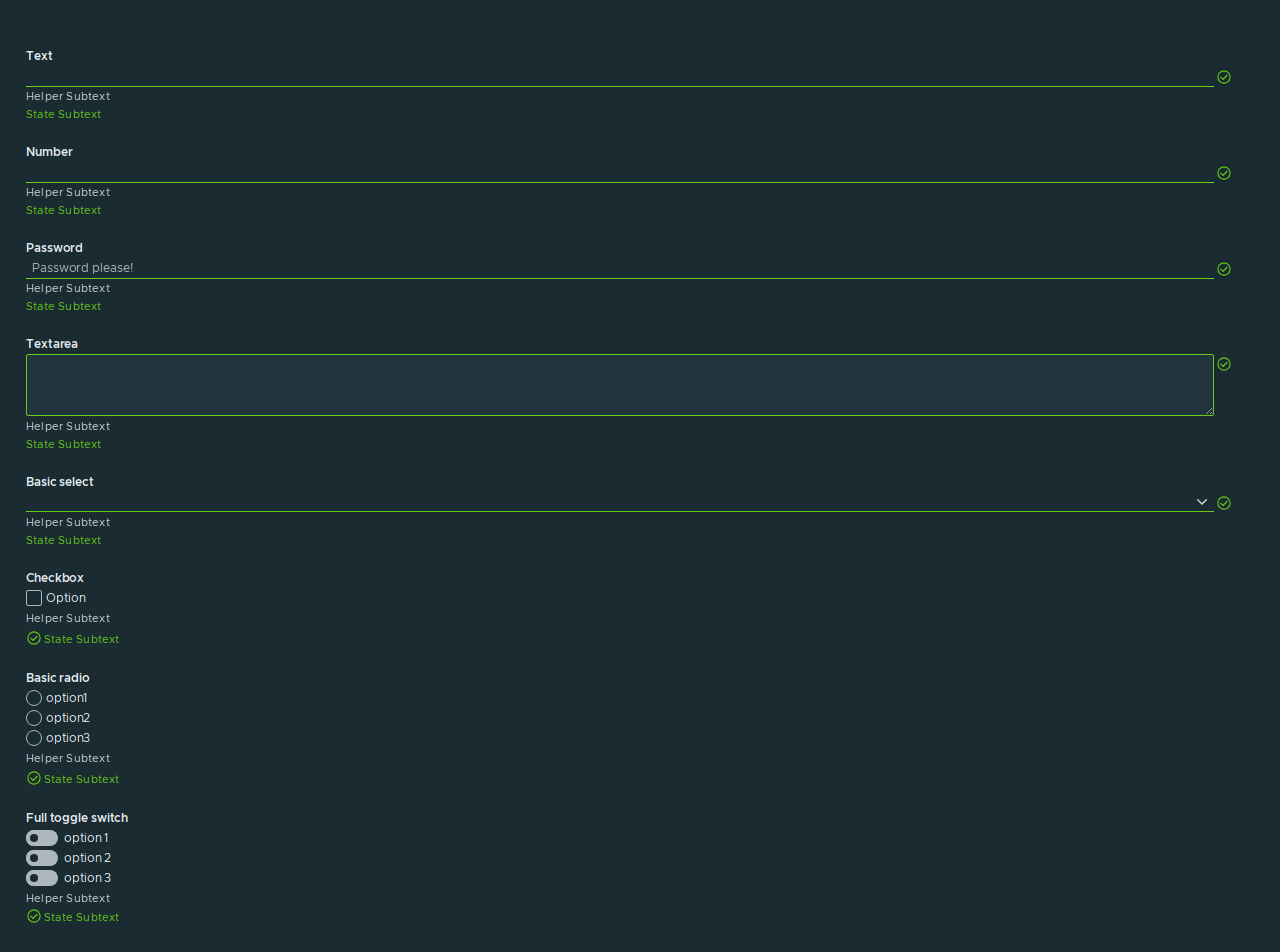 Text
Helper Subtext
State Subtext
Number
Helper Subtext
State Subtext
Password
Password please!
Helper Subtext
State Subtext
Textarea
Helper Subtext
State Subtext
Basic select
Helper Subtext
State Subtext
Checkbox
Option
Helper Subtext
State Subtext
Basic radio
option1
option2
option3
Helper Subtext
State Subtext
Full toggle switch
option 1
option 2
option 3
Helper Subtext
State Subtext